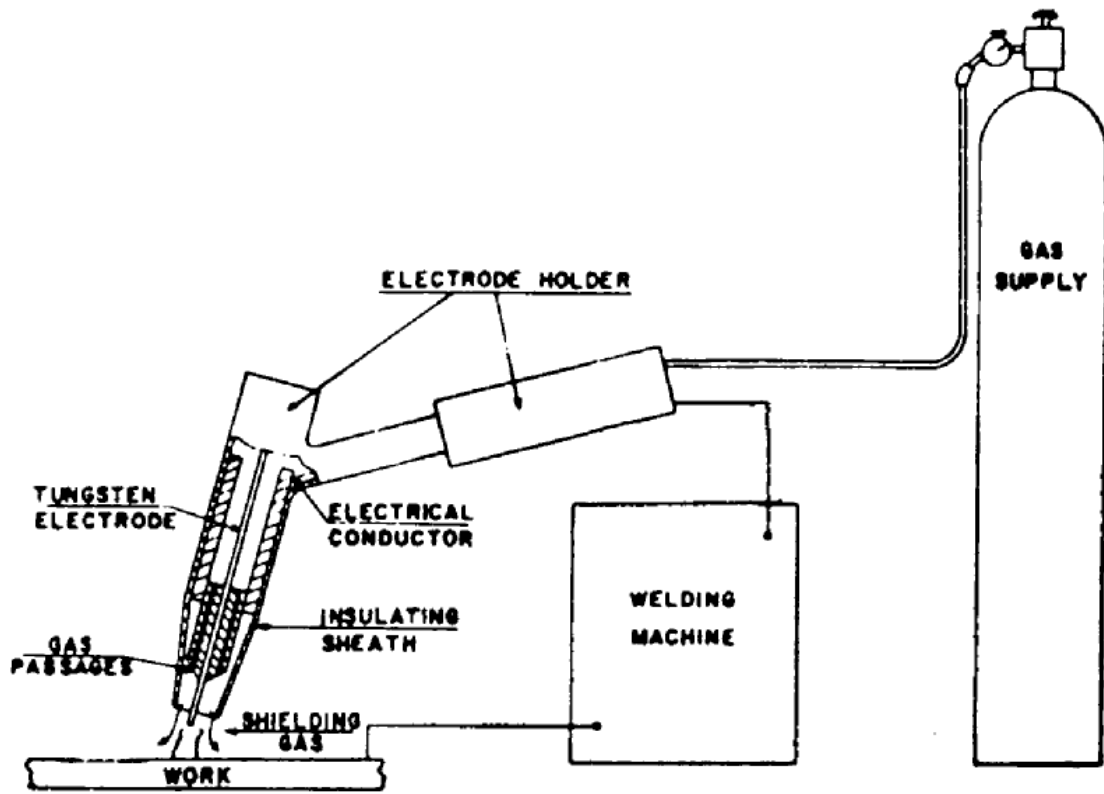 GAS
SUPPLY
ELECTRODE HOLDER
TUNGSTEN
ELECTRODE
ELECTRICAL
CONDUCTOR
WELDING
MACHINE
INSULATING
SHEATH
GAS
PASSAGES
SHIELDING
GAS
WORK